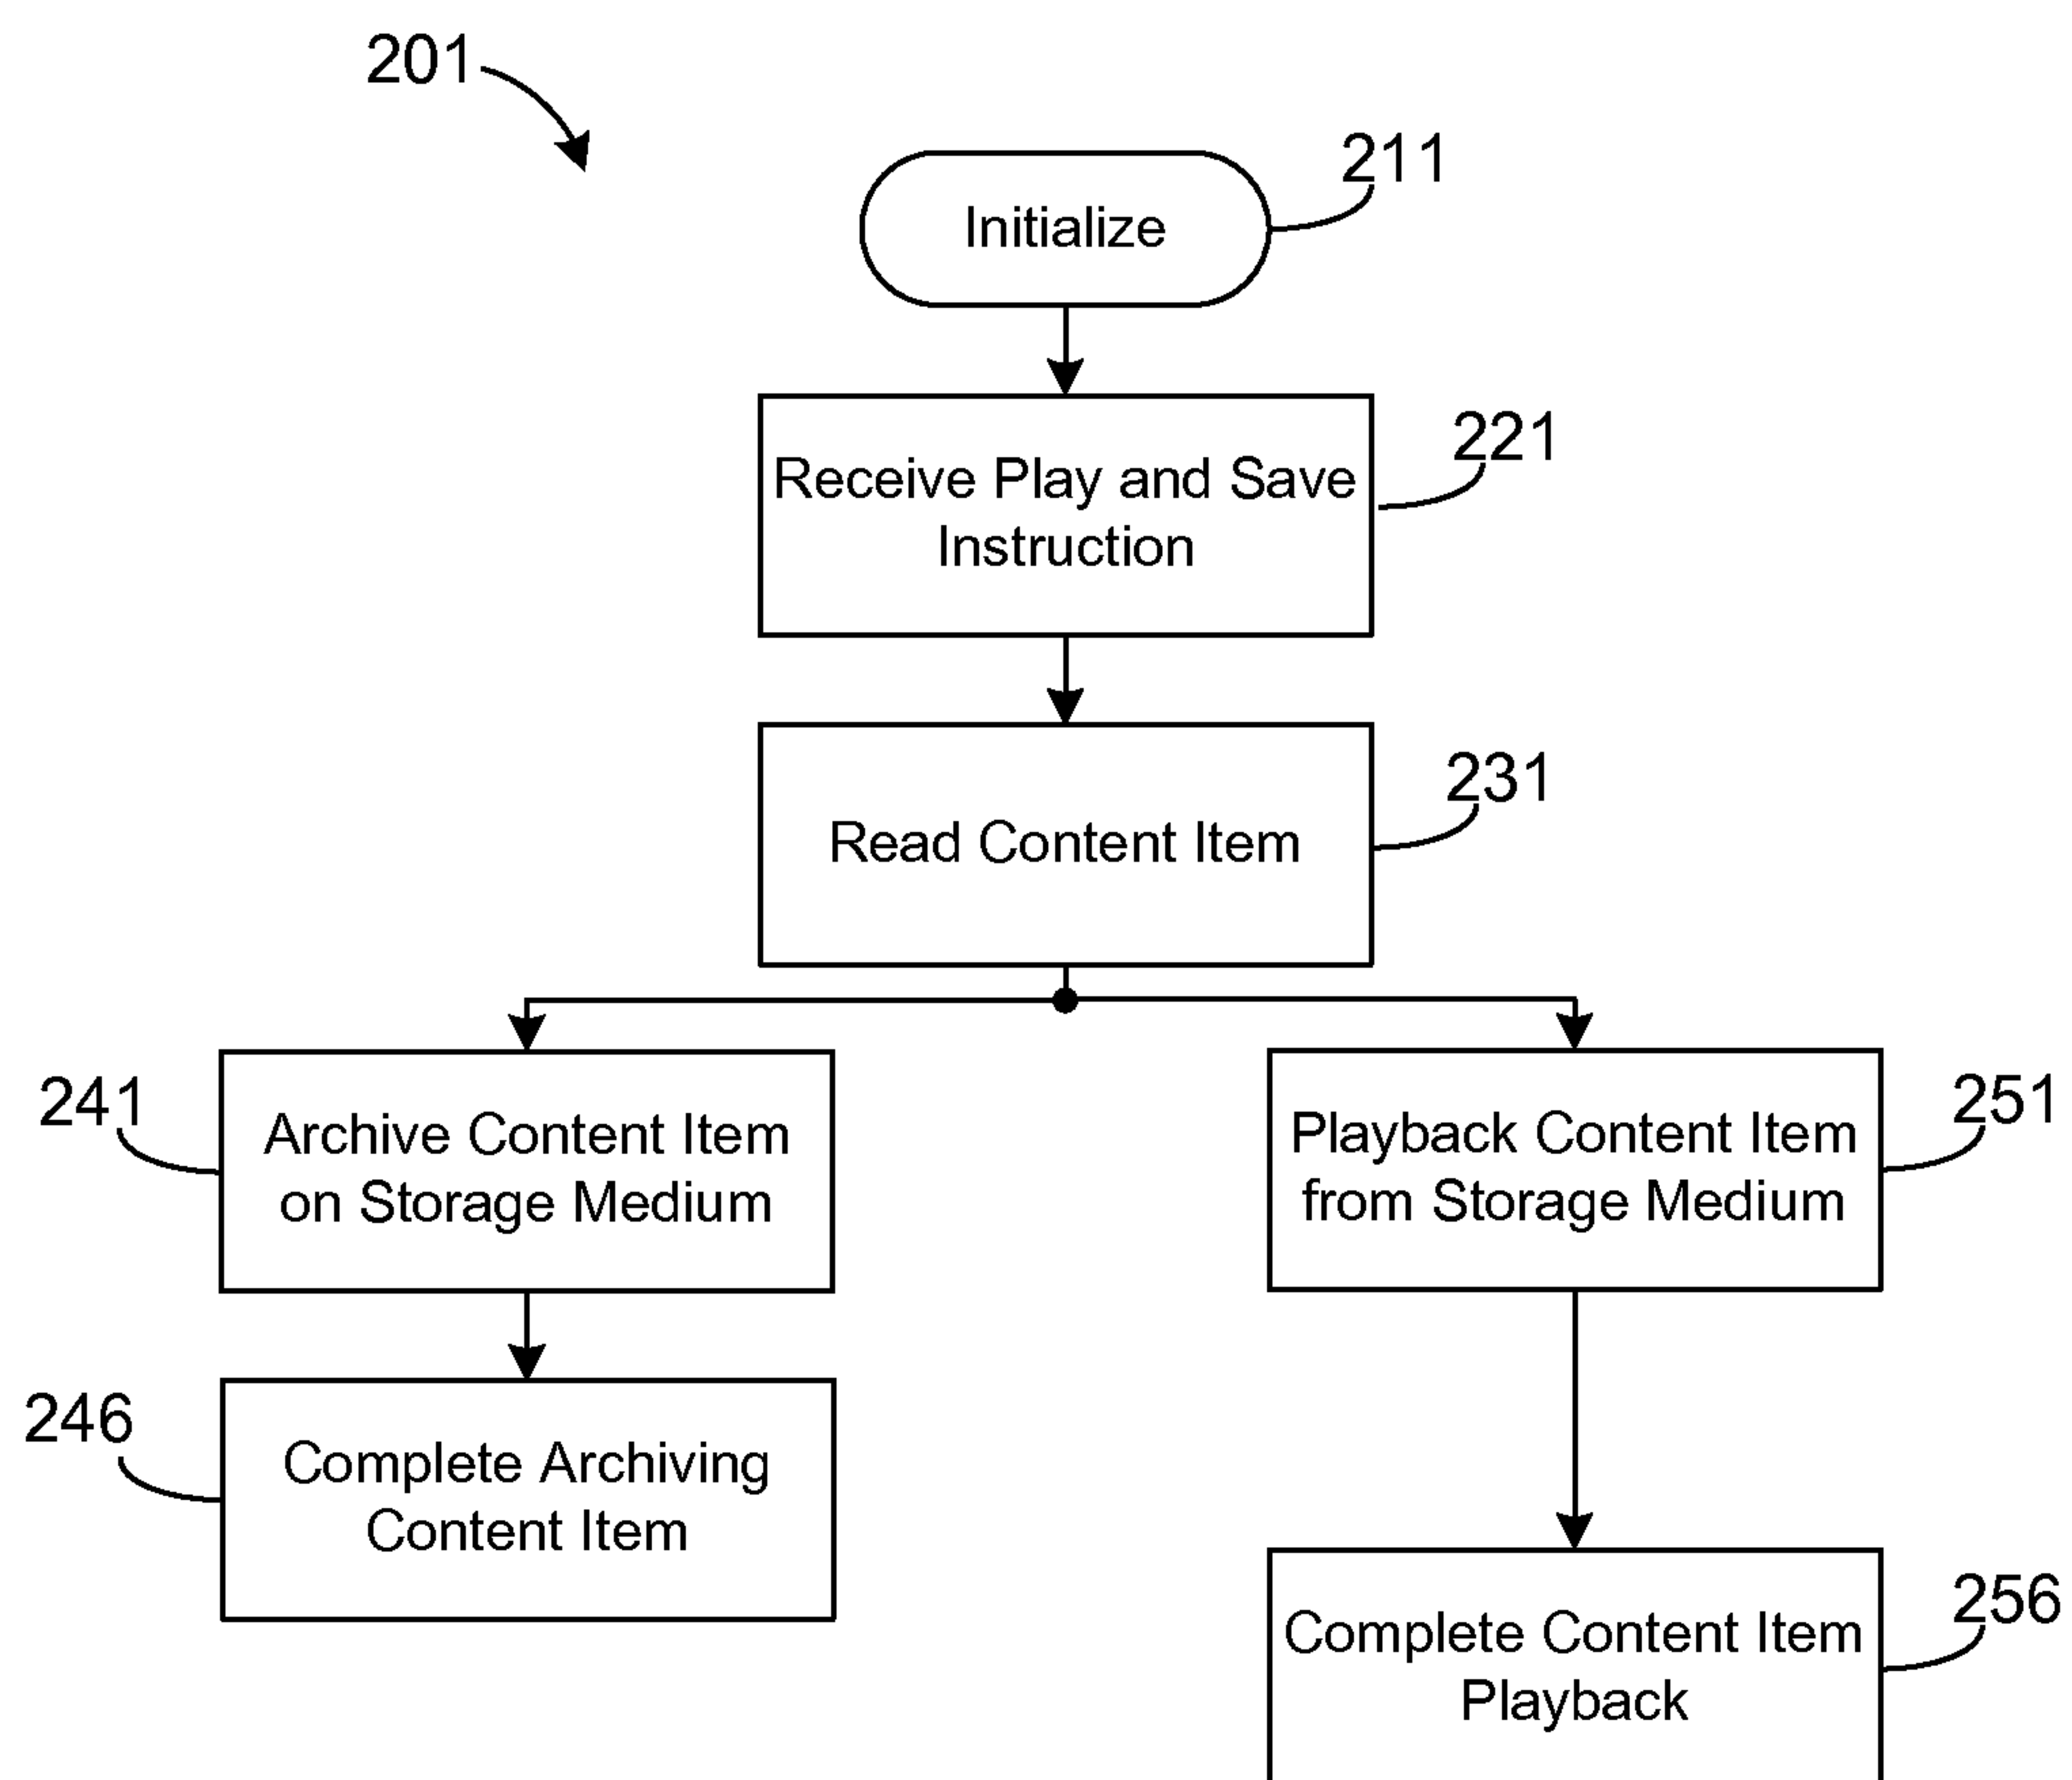 201
211
Initialize
221
Receive Play and Save
Instruction
231
Read Content Item
241
Archive Content Item
on Storage Medium
251
Playback Content Item
from Storage Medium
246
Complete Archiving
Content Item
256
Complete Content Item
Playback